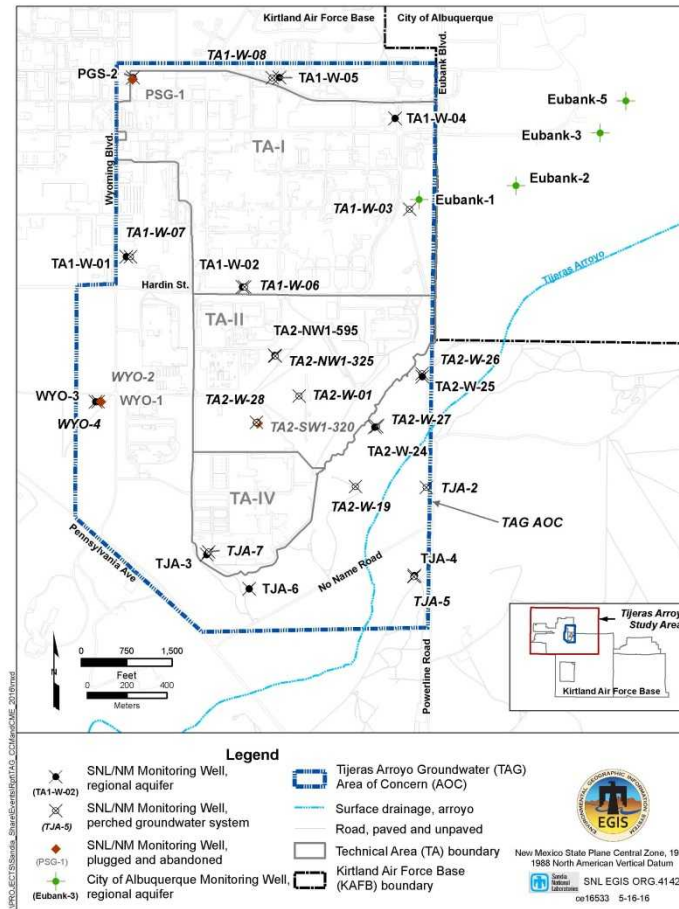 Kirtland Air Force Base
City of Albuquerque
TA1-W-08
Eubank Blvd.
PGS-2
PSG-1
TA1-W-05
TA1-W-04
Eubank-5
Eubank-3
Wyoming Blvd.
TA-I
Eubank-2
Eubank-1
TA1-W-03
TA1-W-07
TA1-W-01
TA1-W-02
TA1-W-06
Hardin St.
Tijeras Arroyo
TA-II
TA2-NW1-595
TA2-NW1-325
WYO-2
TA2-W-26
TA2-W-25
WYO-3
WYO-1
WYO-4
TA2-W-28
TA2-W-01
TA2-SW1-320
TA2-W-27
TA2-W-24
TA-IV
TA2-W-19
TJA-2
TAG AOC
Pennsylvania Ave
TJA-3
TJA-7
No Name Road
TJA-4
TJA-6
TJA-5
Powerline Road
N
0 750 1,500
Feet
0 200 400
Meters
Tijeras Arroyo
Study Area
Kirtland Air Force Base
Legend
(TA1-W-02)
SNL/NM Monitoring Well,
regional aquifer
(TJA-5)
SNL/NM Monitoring Well,
perched groundwater system
(PSG-1)
SNL/NM Monitoring Well,
plugged and abandoned
(Eubank-3)
City of Albuquerque Monitoring Well,
regional aquifer
Tijeras Arroyo Groundwater (TAG)
Area of Concern (AOC)
Surface drainage, arroyo
Road, paved and unpaved
Technical Area (TA) boundary
Kirtland Air Force Base
(KAFB) boundary
ENVIRONMENTAL GEOGRAPHIC INFORMATION SYSTEM
EGIS
New Mexico State Plane Central Zone, 19
1988 North American Vertical Datum
Sandia
National
Laboratories
SNL EGIS ORG.4142
ce16533 5-16-16